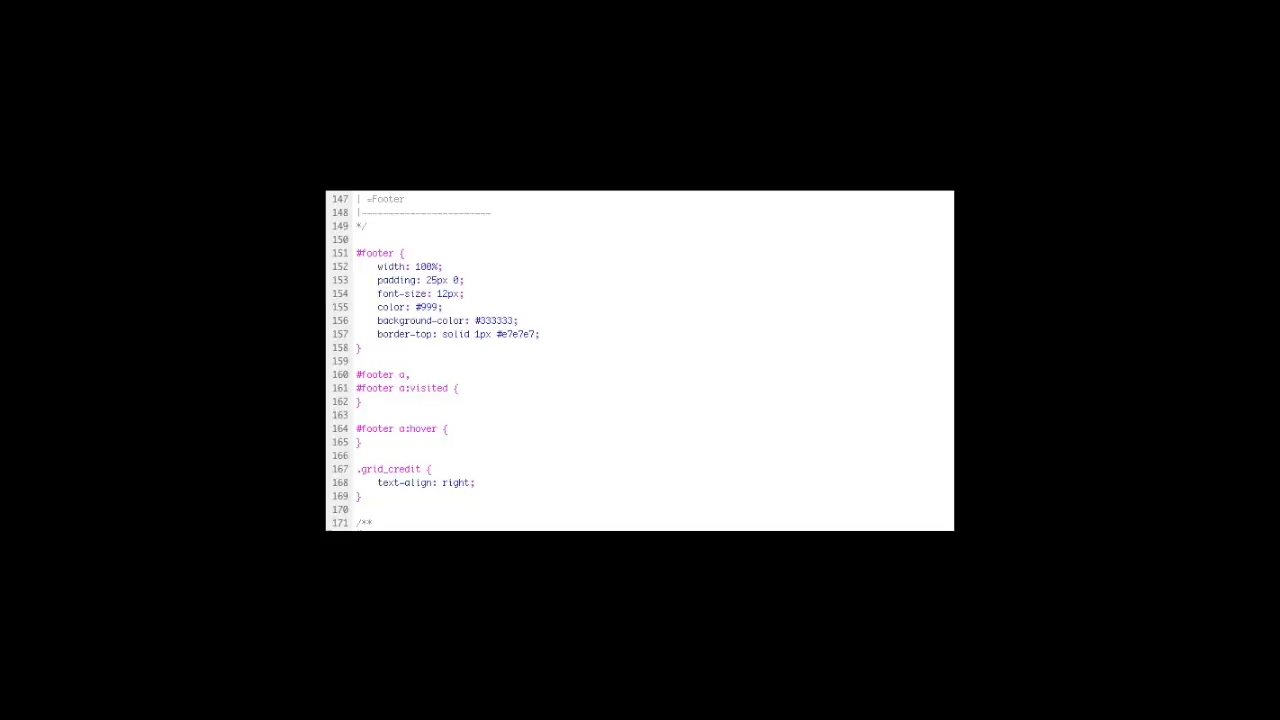 147 | =Footer
148 |------------------------
149 */
150
151 #footer {
152     width: 100%;
153     padding: 25px 0;
154     font-size: 12px;
155     color: #999;
156     background-color: #333333;
157     border-top: solid 1px #e7e7e7;
158 }
159
160 #footer a,
161 #footer a:visited {
162 }
163
164 #footer a:hover {
165 }
166
167 .grid_credit {
168     text-align: right;
169 }
170
171 /**